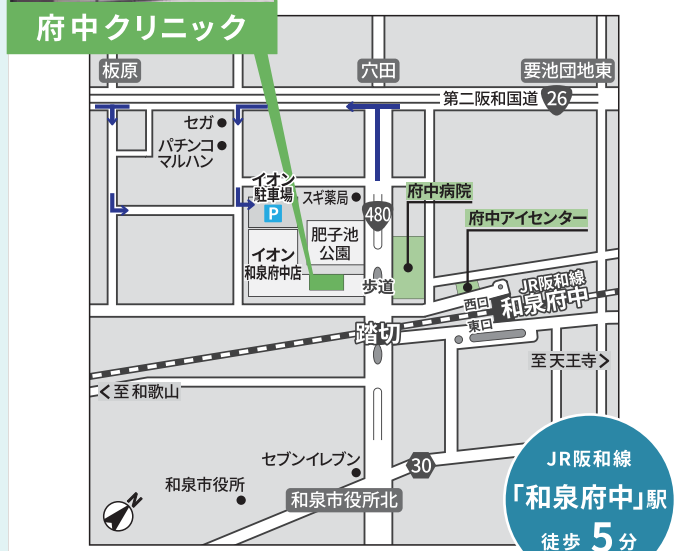 府中クリニック
板原
穴田
要池団地東
第二阪和国道
26
セガ
パチンコ
マルハン
イオン
駐車場
P
スギ薬局
480
府中病院
府中アイセンター
肥子池
公園
イオン
和泉府中店
歩道
JR阪和線
和泉府中
西口
東口
踏切
至 天王寺
至 和歌山
セブンイレブン
30
和泉市役所
和泉市役所北
N
JR阪和線
「和泉府中」駅
徒歩 5 分